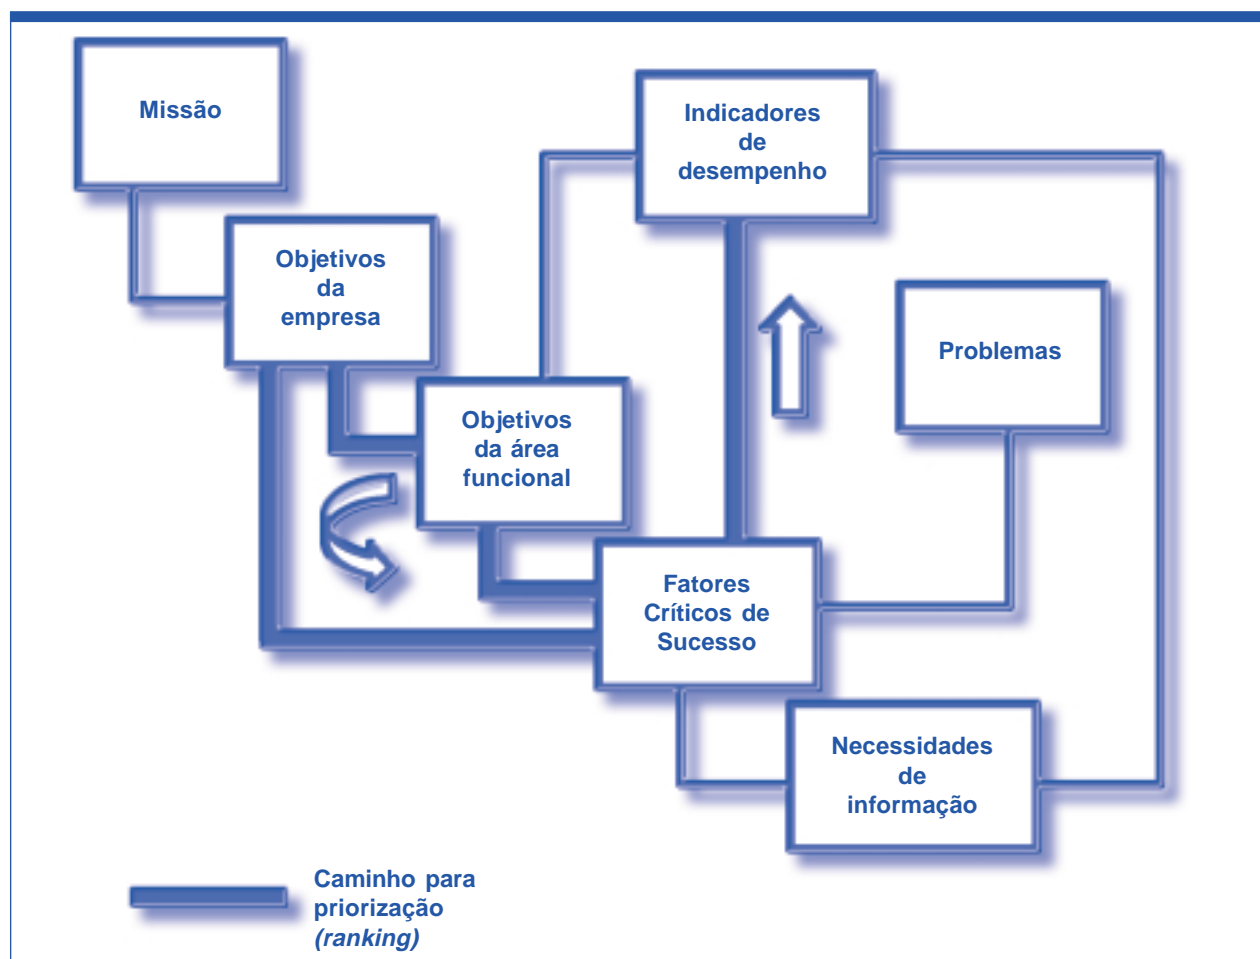 Missão
Indicadores
de
desempenho
Objetivos
da
empresa
Problemas
Objetivos
da área
funcional
Fatores
Críticos de
Sucesso
Necessidades
de
informação
Caminho para
priorização
(ranking)